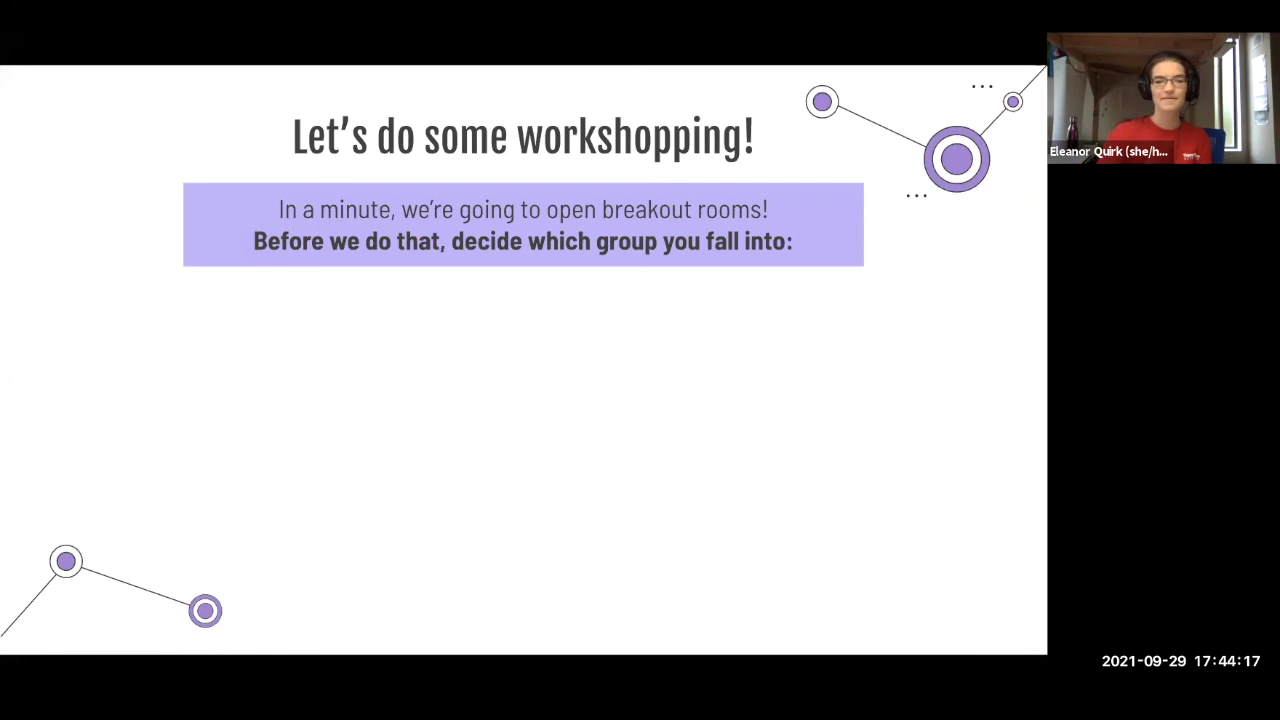 Let's do some workshopping!
In a minute, we're going to open breakout rooms!
Before we do that, decide which group you fall into:
Eleanor Quirk (she/h...
2021-09-29 17:44:17